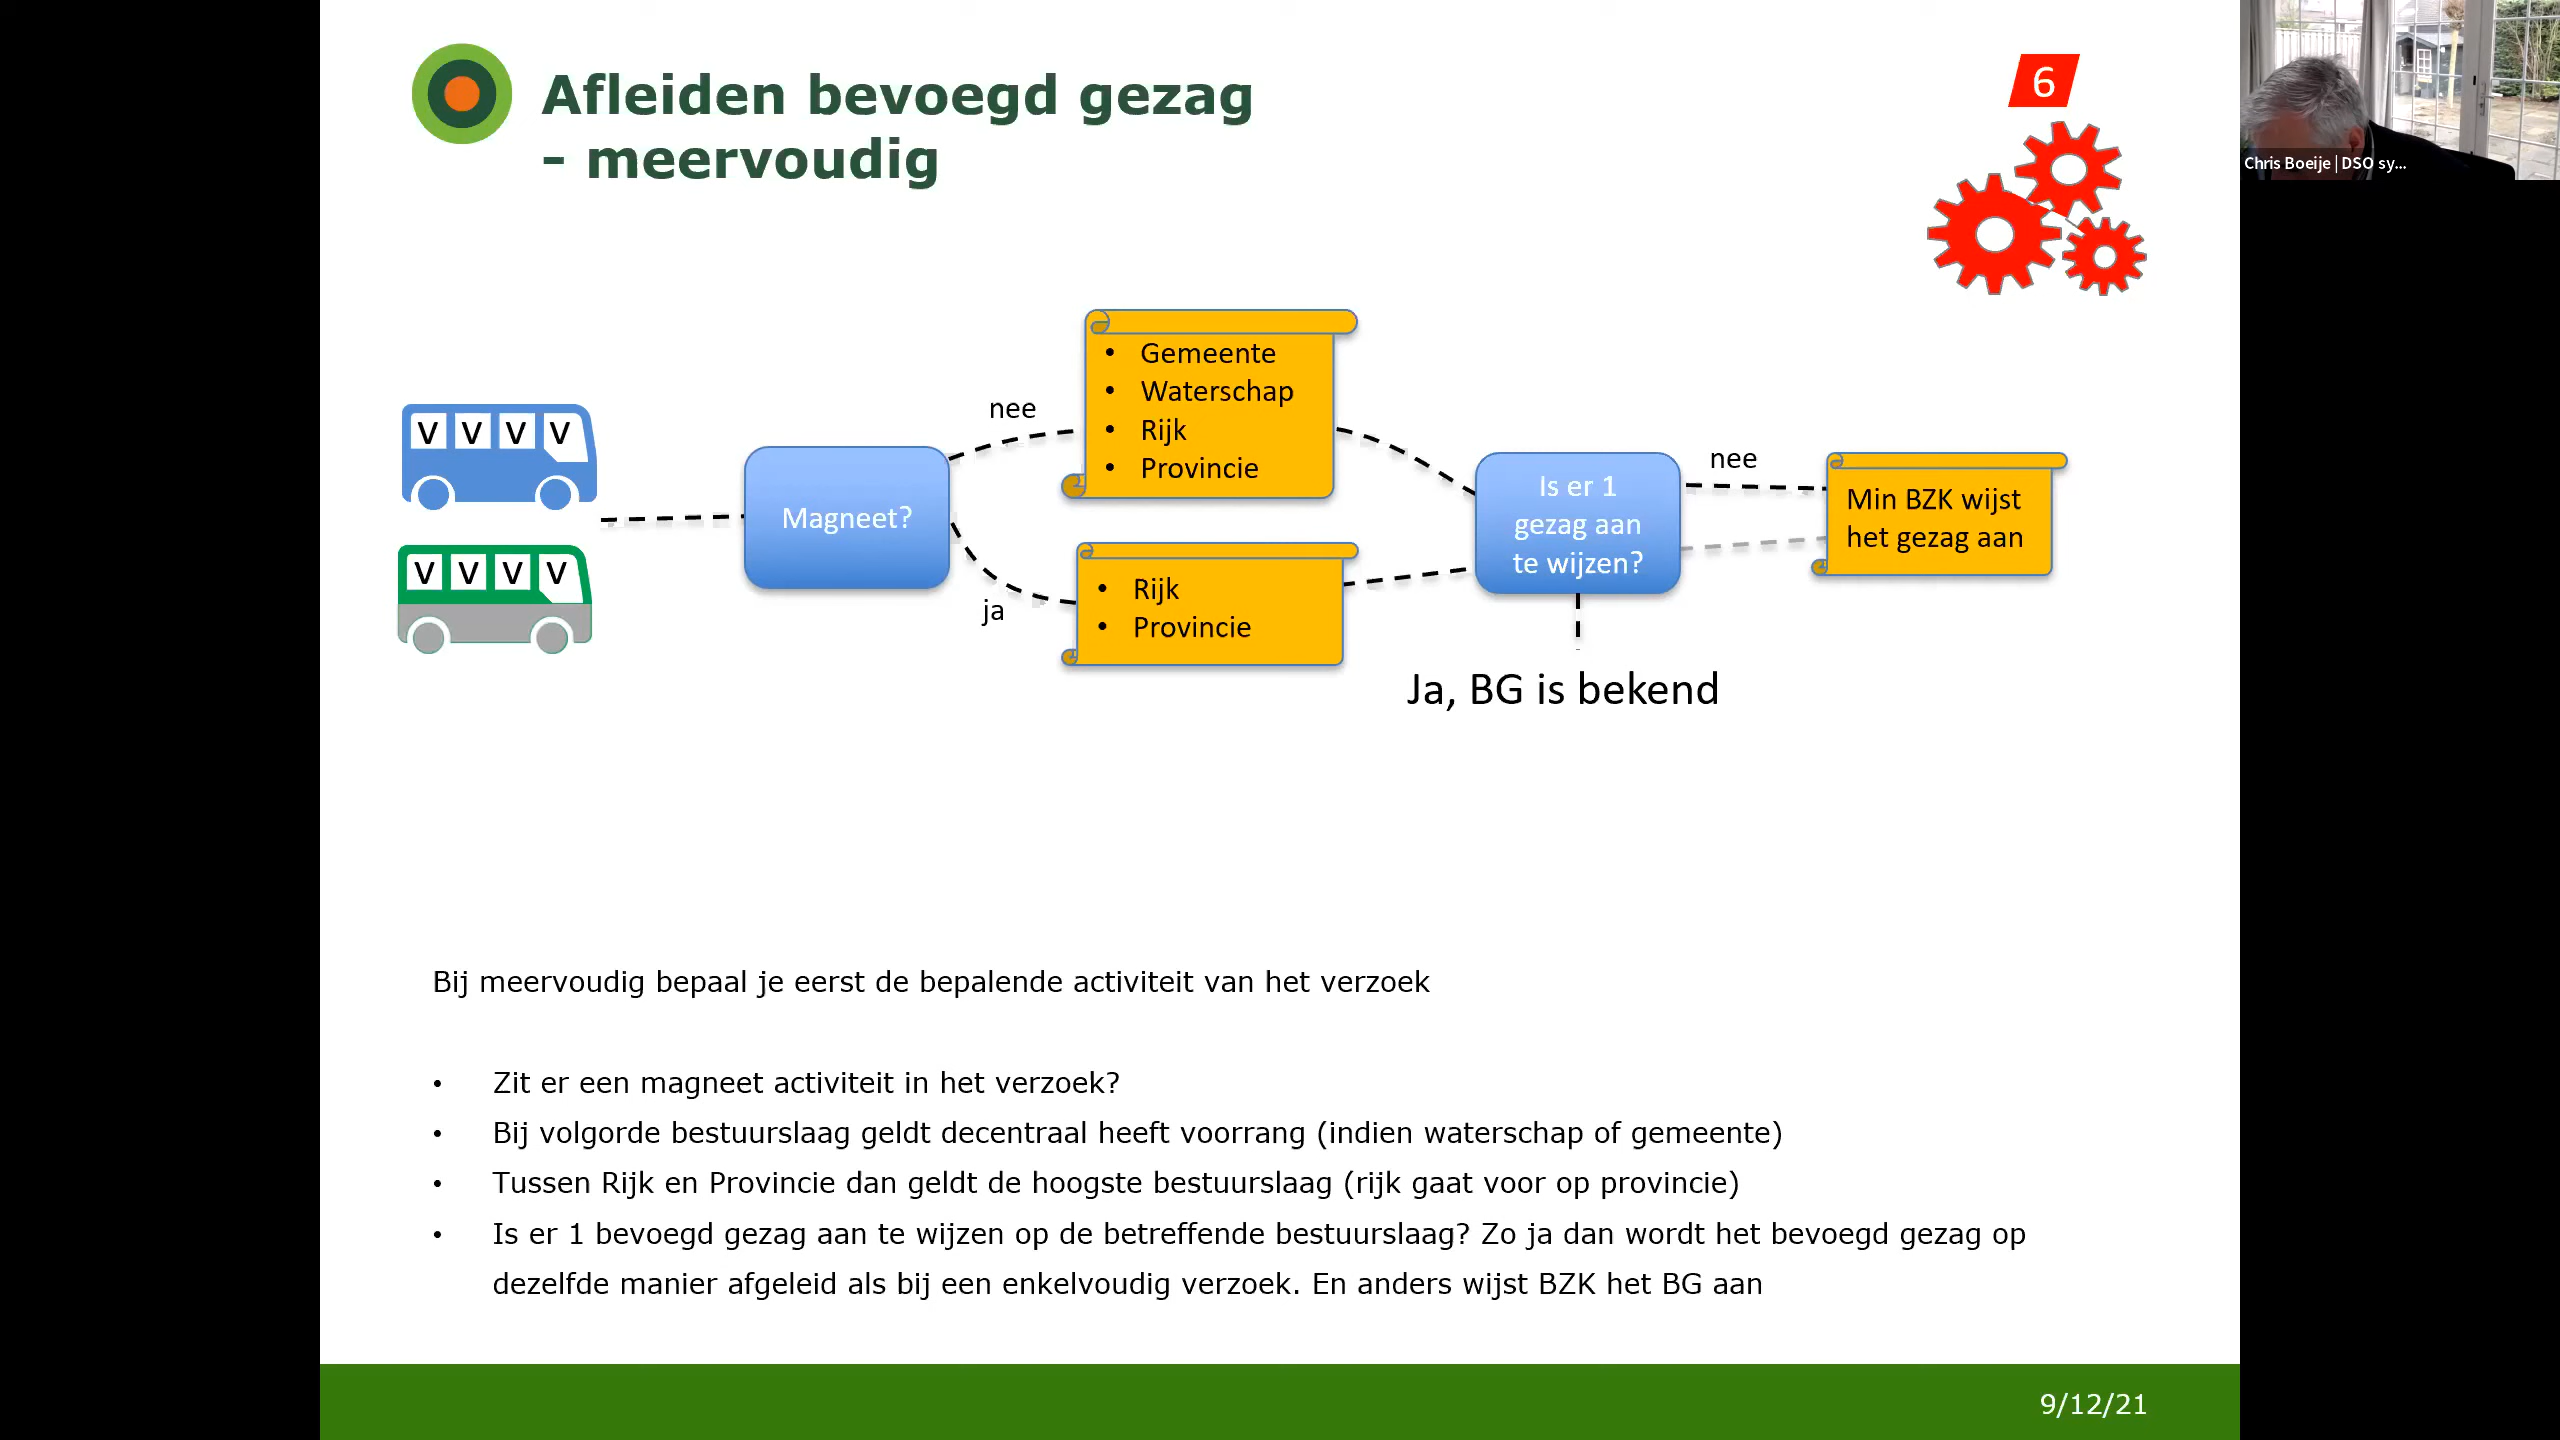 Afleiden bevoegd gezag
– meervoudig
6
Chris Boeije | DSO sy...
V V V V
V V V V
Magneet?
nee
ja
• Gemeente
• Waterschap
• Rijk
• Provincie
• Rijk
• Provincie
Is er 1
gezag aan
te wijzen?
nee
Min BZK wijst
het gezag aan
Ja, BG is bekend
Bij meervoudig bepaal je eerst de bepalende activiteit van het verzoek
• Zit er een magneet activiteit in het verzoek?
• Bij volgorde bestuurslaag geldt decentraal heeft voorrang (indien waterschap of gemeente)
• Tussen Rijk en Provincie dan geldt de hoogste bestuurslaag (rijk gaat voor op provincie)
• Is er 1 bevoegd gezag aan te wijzen op de betreffende bestuurslaag? Zo ja dan wordt het bevoegd gezag op
dezelfde manier afgeleid als bij een enkelvoudig verzoek. En anders wijst BZK het BG aan
9/12/21